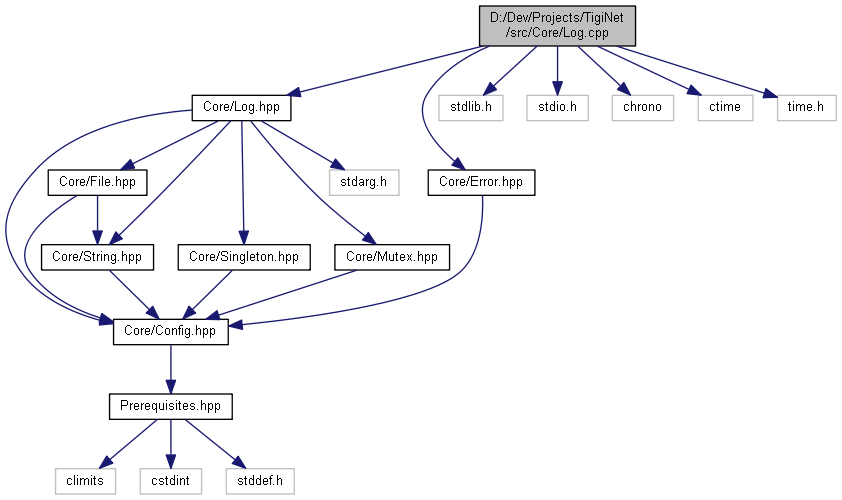 D:/Dev/Projects/TigiNet
/src/Core/Log.cpp
Core/Log.hpp
stdlib.h
stdio.h
chrono
ctime
time.h
Core/File.hpp
stdarg.h
Core/Error.hpp
Core/String.hpp
Core/Singleton.hpp
Core/Mutex.hpp
Core/Config.hpp
Prerequisites.hpp
climits
cstdint
stddef.h